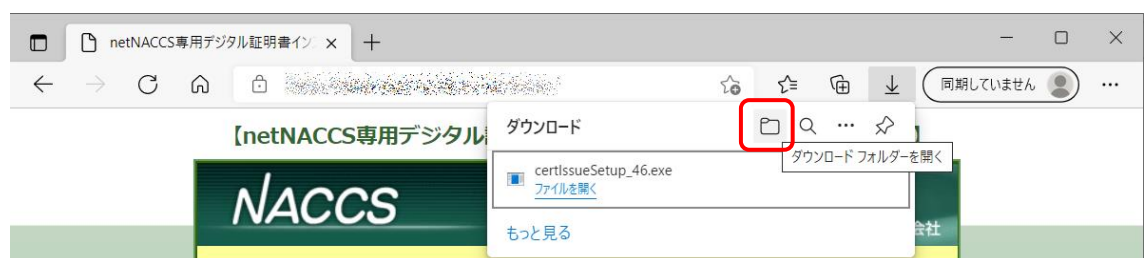 netNACCS専用デジタル証明書イン
同期していません
【netNACCS専用デジタル
ダウンロード
ダウンロード フォルダーを開く
certIssueSetup_46.exe
ファイルを開く
NACCS
もっと見る
会社